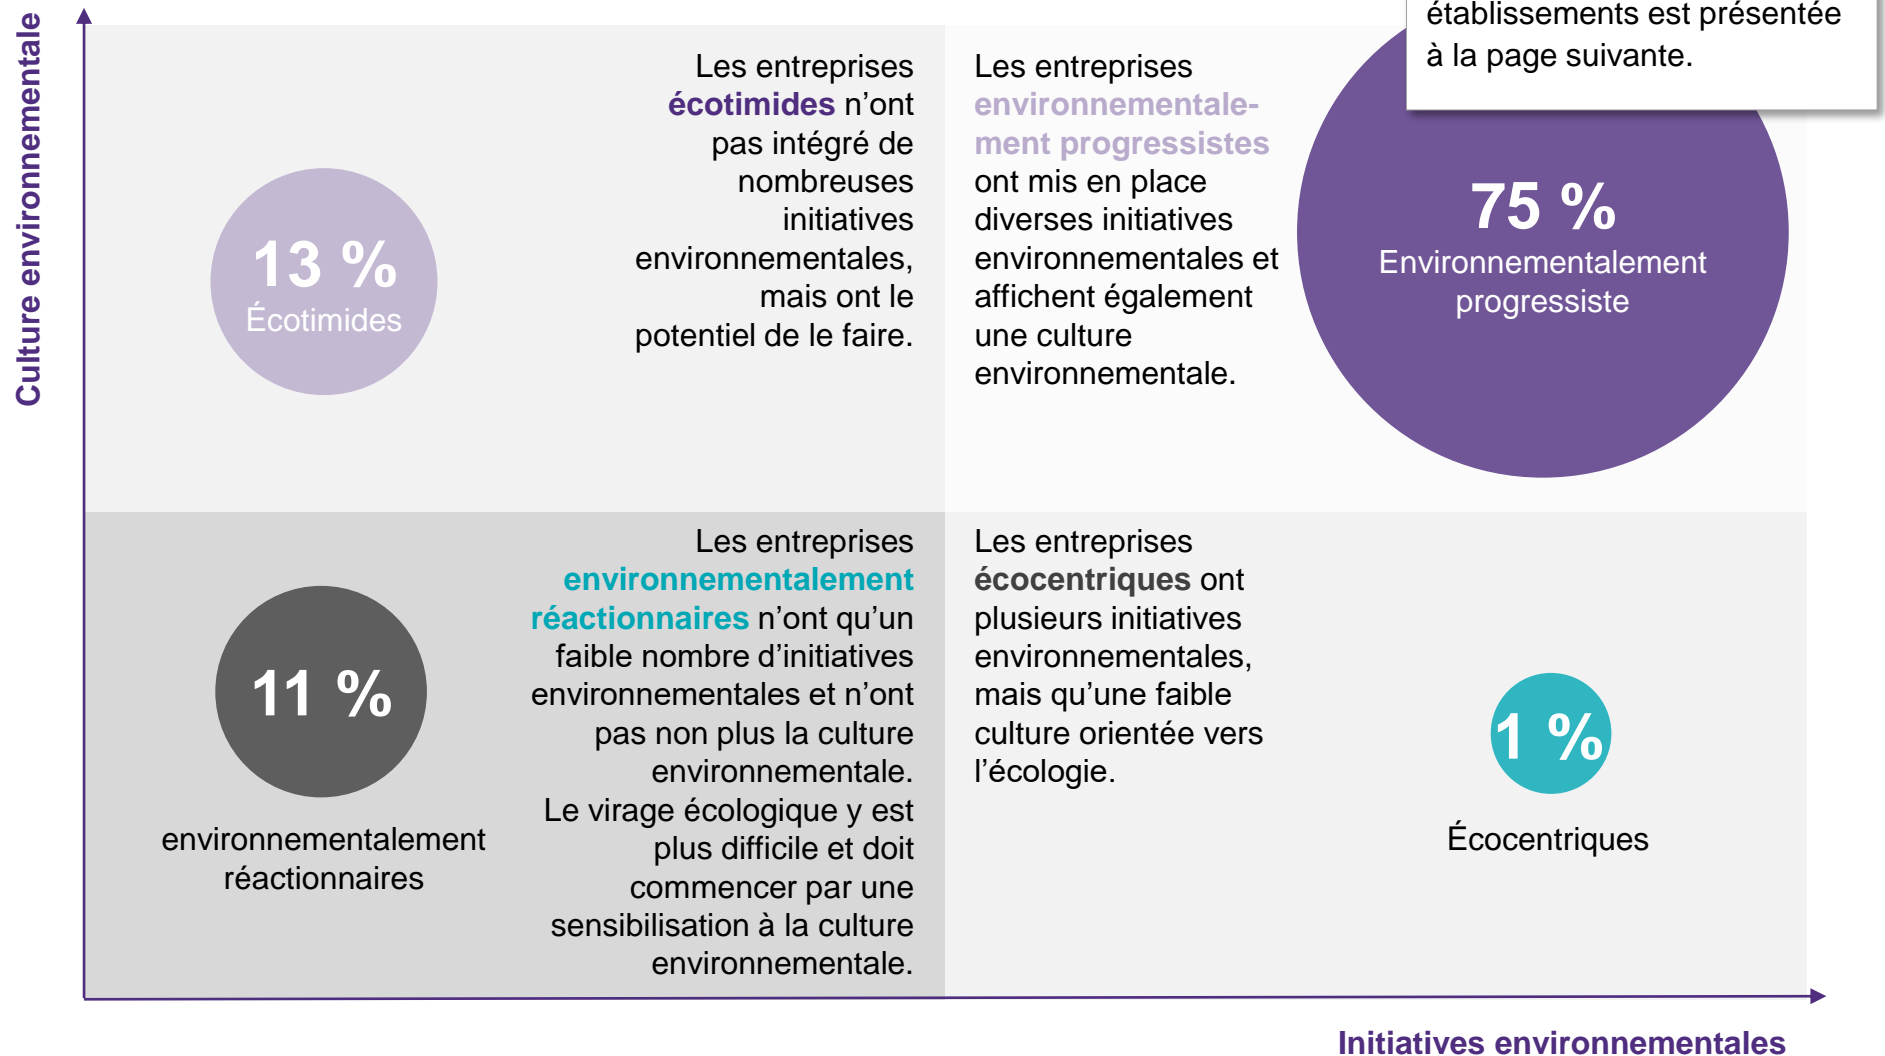 Culture environnementale
établissements est présentée
à la page suivante.
Les entreprises
écotimides n’ont
pas intégré de
nombreuses
initiatives
environnementales,
mais ont le
potentiel de le faire.
13 %
Écotimides
Les entreprises
environnementale-
ment progressistes
ont mis en place
diverses initiatives
environnementales et
affichent également
une culture
environnementale.
75 %
Environnementalement
progressiste
Les entreprises
environnementalement
réactionnaires n’ont qu’un
faible nombre d’initiatives
environnementales et n’ont
pas non plus la culture
environnementale.
Le virage écologique y est
plus difficile et doit
commencer par une
sensibilisation à la culture
environnementale.
11 %
environnementalement
réactionnaires
Les entreprises
écocentriques ont
plusieurs initiatives
environnementales,
mais qu’une faible
culture orientée vers
l’écologie.
1 %
Écocentriques
Initiatives environnementales